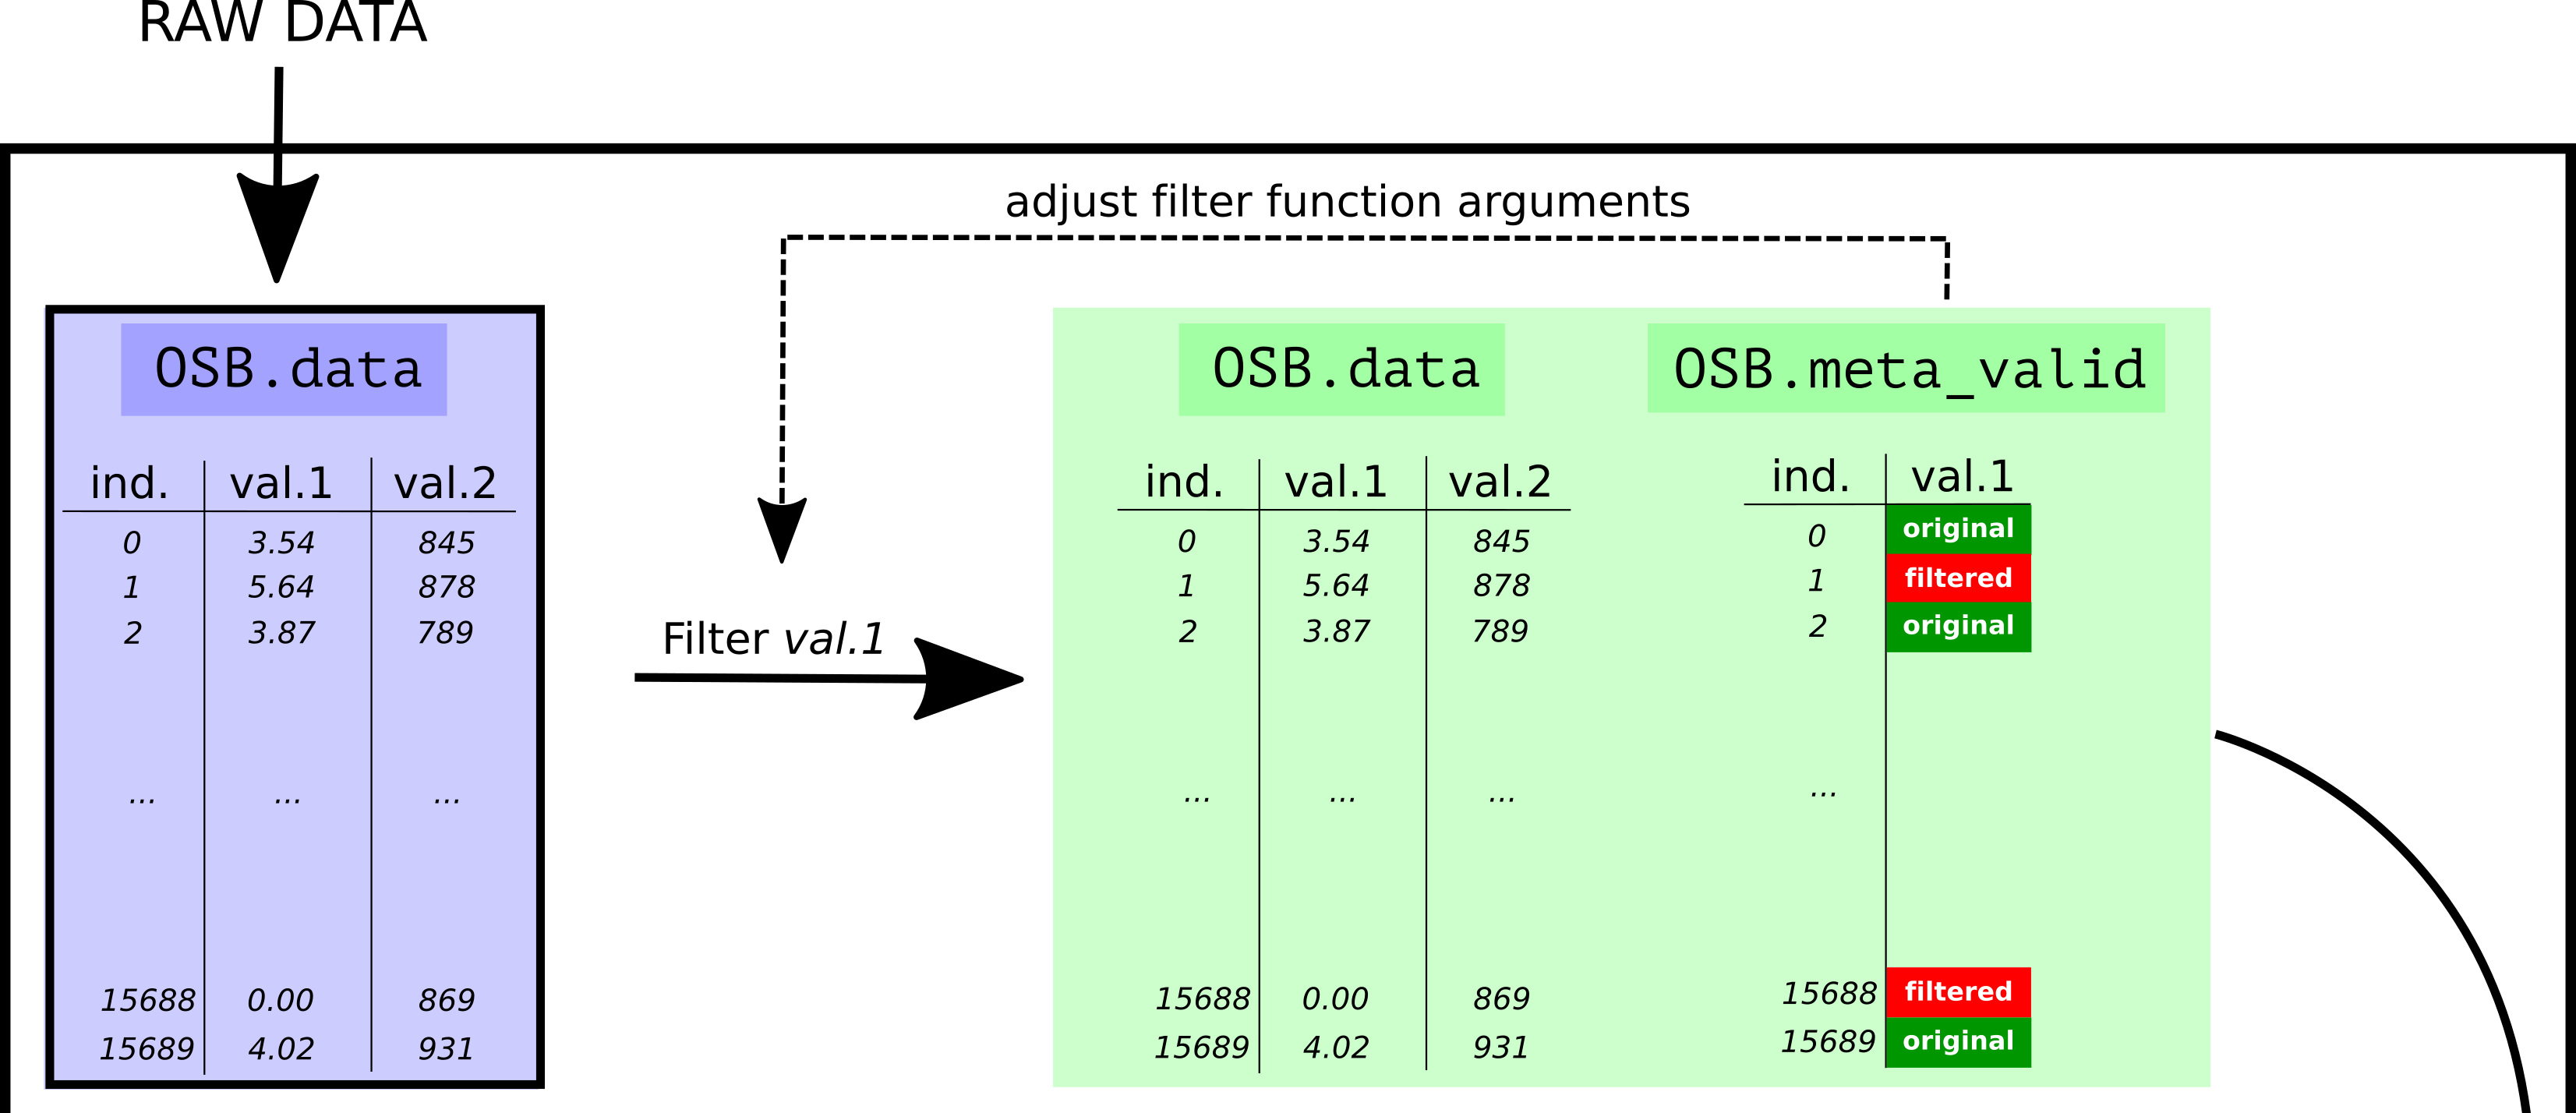 RAW DATA
adjust filter function arguments
OSB.data
ind. val.1 val.2
0 3.54 845
1 5.64 878
2 3.87 789
... ... ...
15688 0.00 869
15689 4.02 931
Filter val.1
OSB.data
ind. val.1 val.2
0 3.54 845
1 5.64 878
2 3.87 789
... ... ...
15688 0.00 869
15689 4.02 931
OSB.meta_valid
ind. val.1
0 original
1 filtered
2 original
...
15688 filtered
15689 original